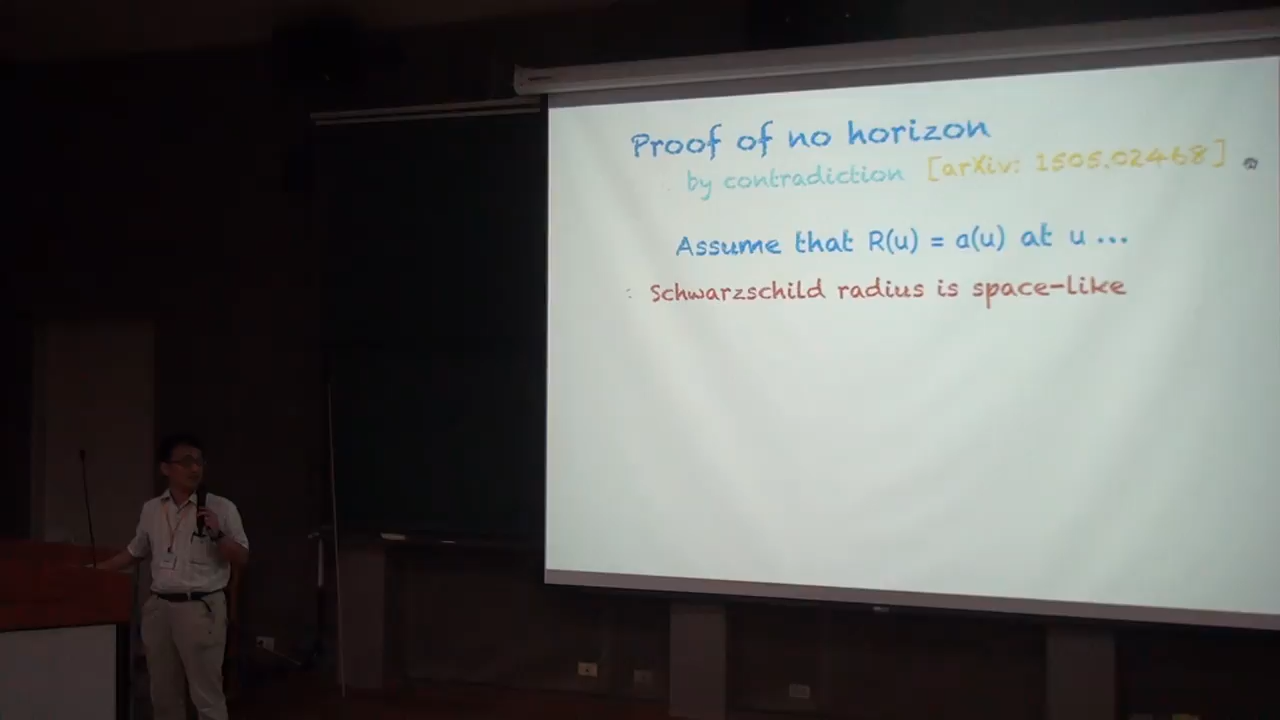 Proof of no horizon
by contradiction [arXiv: 1505.02468]
Assume that R(u) = a(u) at u ...
: Schwarzschild radius is space-like